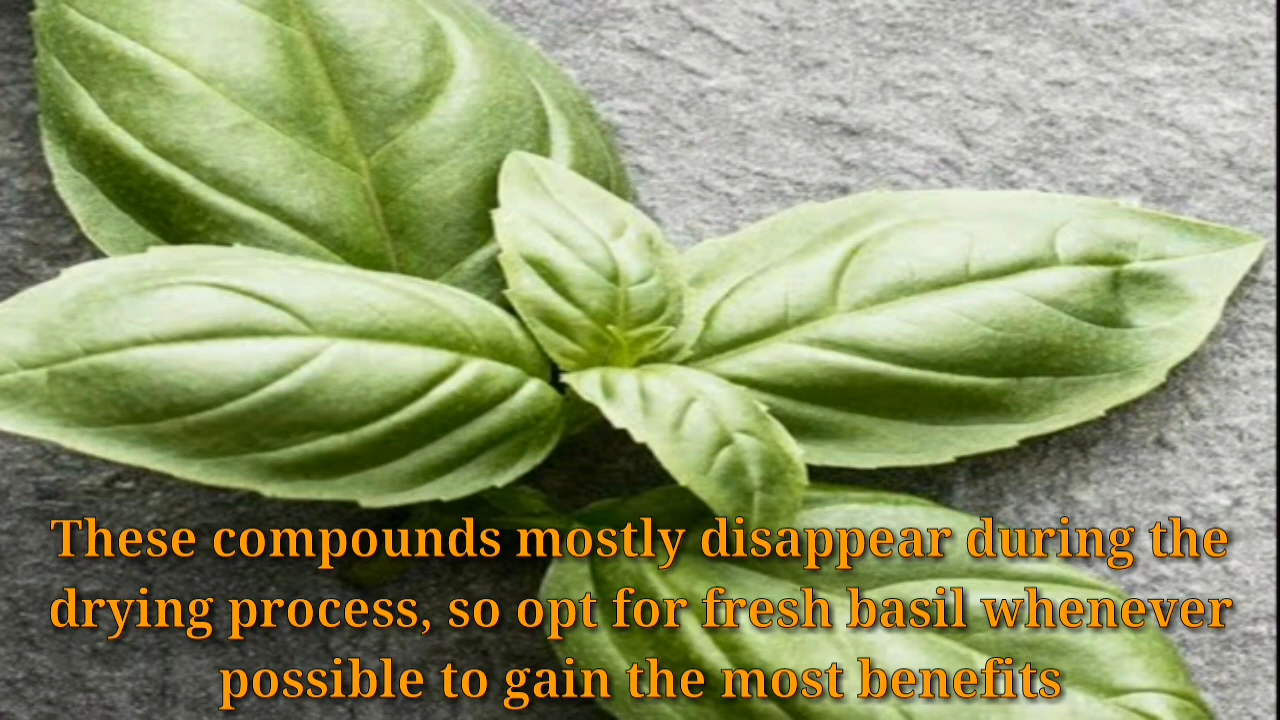 These compounds mostly disappear during the
drying process, so opt for fresh basil whenever
possible to gain the most benefits